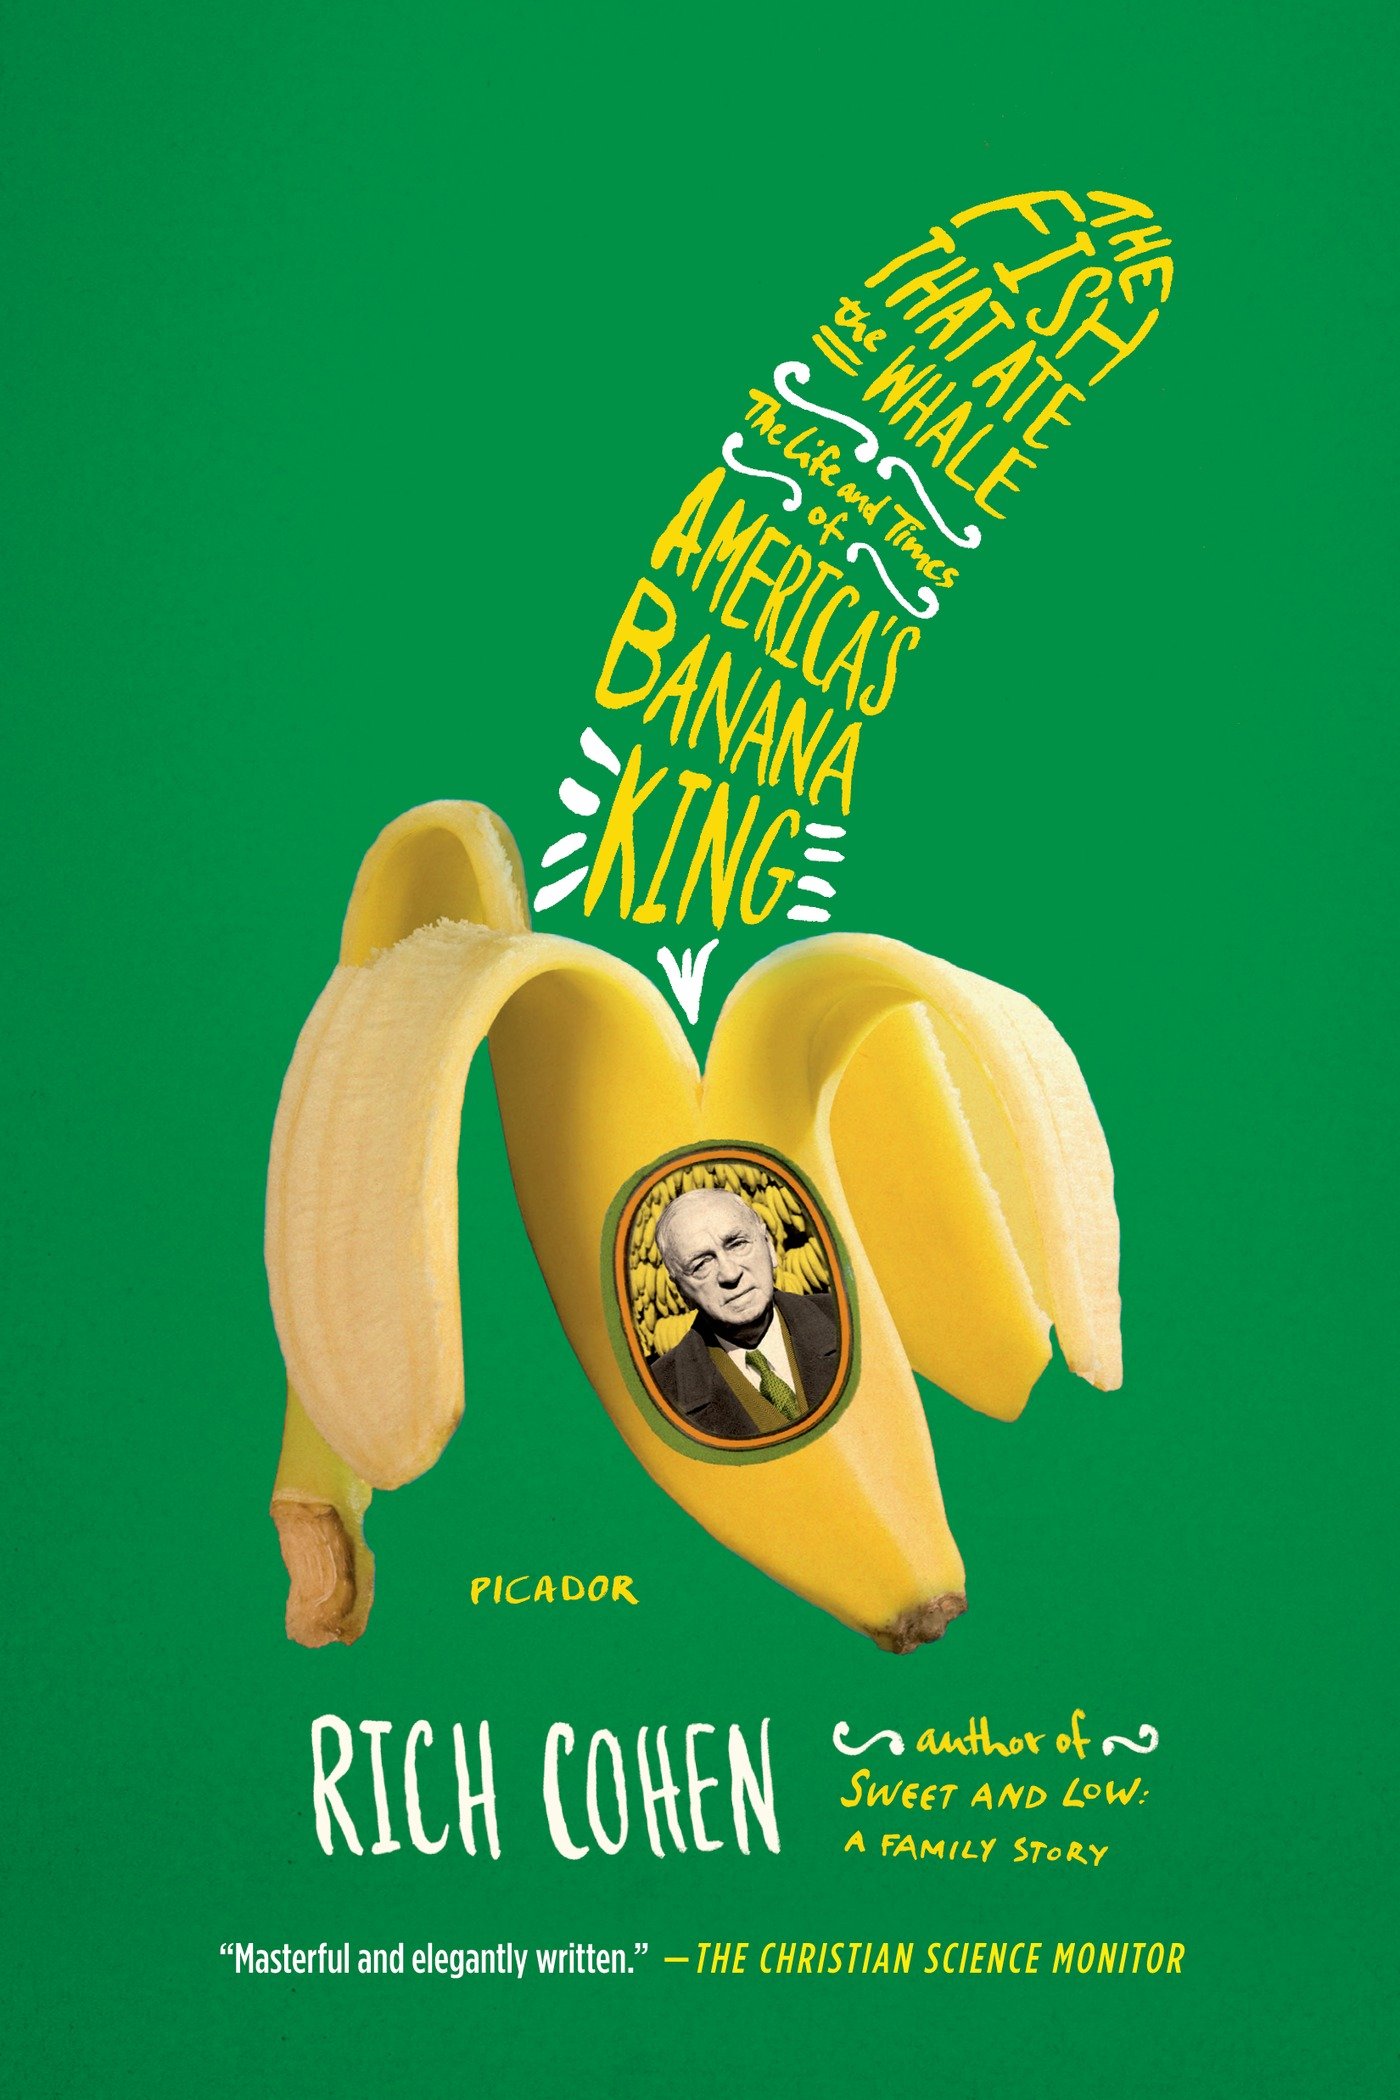 THE
FISH
THAT ATE
the WHALE
The Life and Times
of
AMERICA'S
BANANA
KING
PICADOR
RICH COHEN
author of
SWEET AND LOW:
A FAMILY STORY
“Masterful and elegantly written.” —THE CHRISTIAN SCIENCE MONITOR